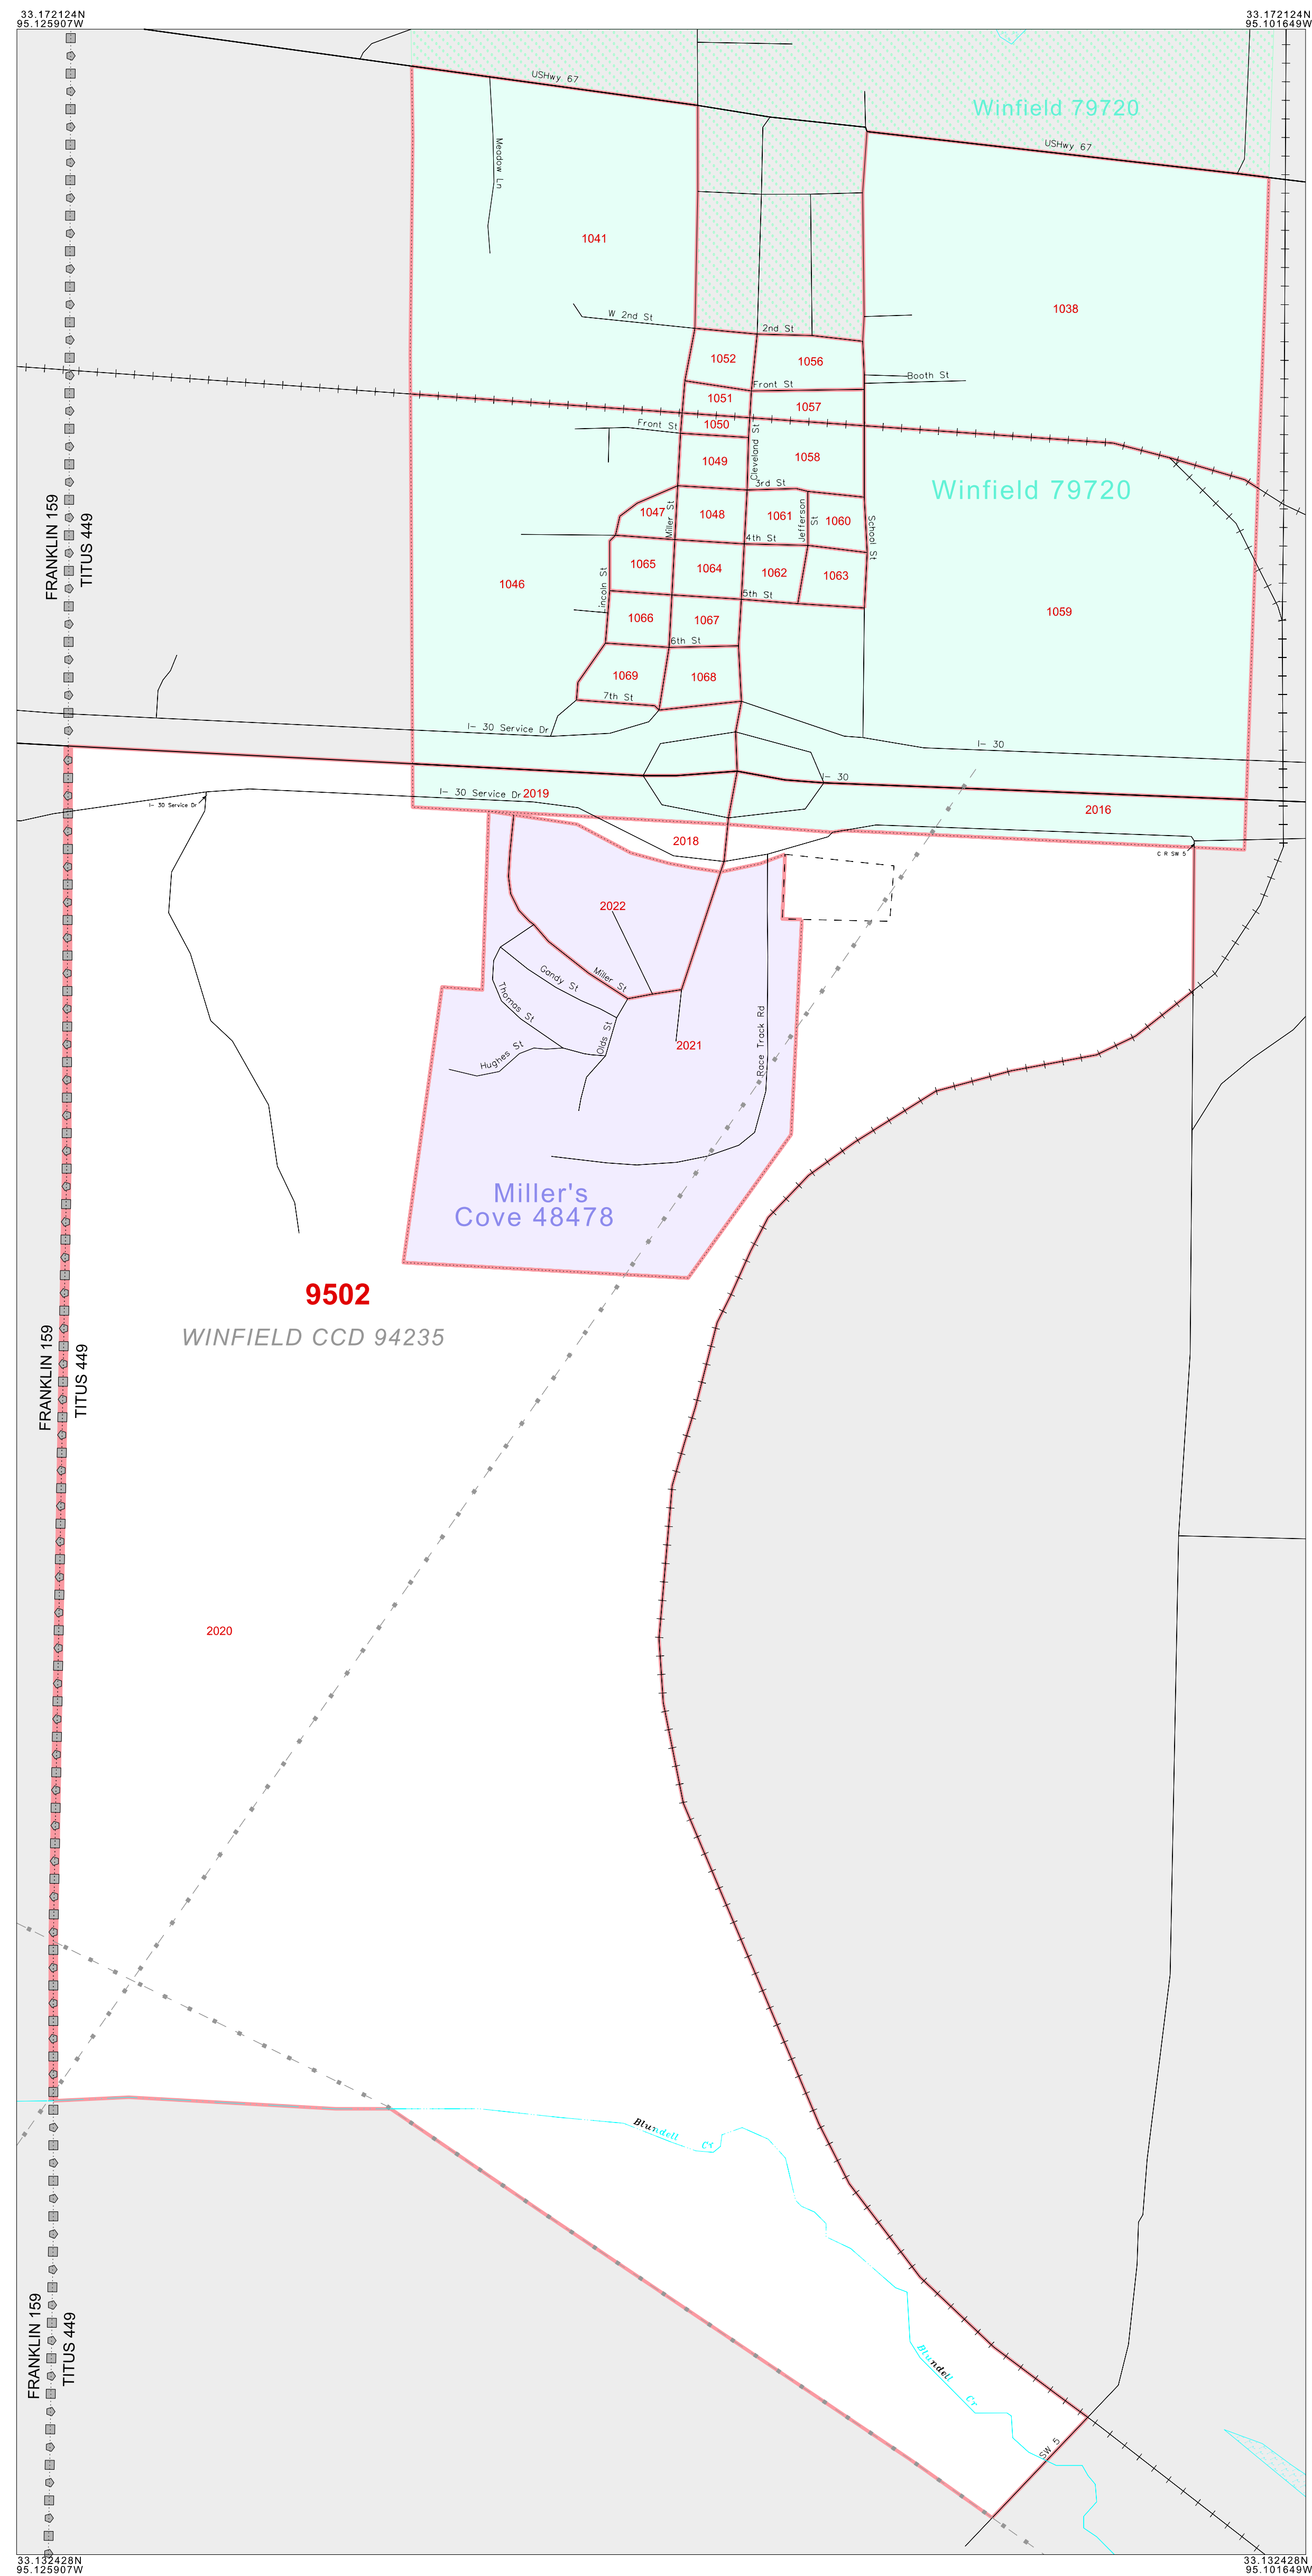 33.172124N
95.125907W
33.172124N
95.101649W
USHwy 67
Winfield 79720
USHwy 67
Meadow Ln
1041
1038
W 2nd St
2nd St
1052
1056
Booth St
Front St
1051
1057
Front St
1050
Cleveland St
1049
1058
Winfield 79720
3rd St
FRANKLIN 159
TITUS 449
1047
Miller St
1048
1061
Jefferson
St
1060
School St
4th St
1065
1064
1062
1063
1046
Lincoln St
5th St
1059
1066
1067
6th St
1069
1068
7th St
I- 30 Service Dr
I- 30
I- 30
I- 30 Service Dr
2019
I- 30 Service Dr
2016
2018
C R SW 5
2022
Gandy St
Miller St
Thomas St
Olds St
Hughes St
2021
Race Track Rd
Miller's
Cove 48478
9502
WINFIELD CCD 94235
FRANKLIN 159
TITUS 449
2020
Blundell Cr
Blundell Cr
FRANKLIN 159
TITUS 449
SW 5
33.132428N
95.125907W
33.132428N
95.101649W